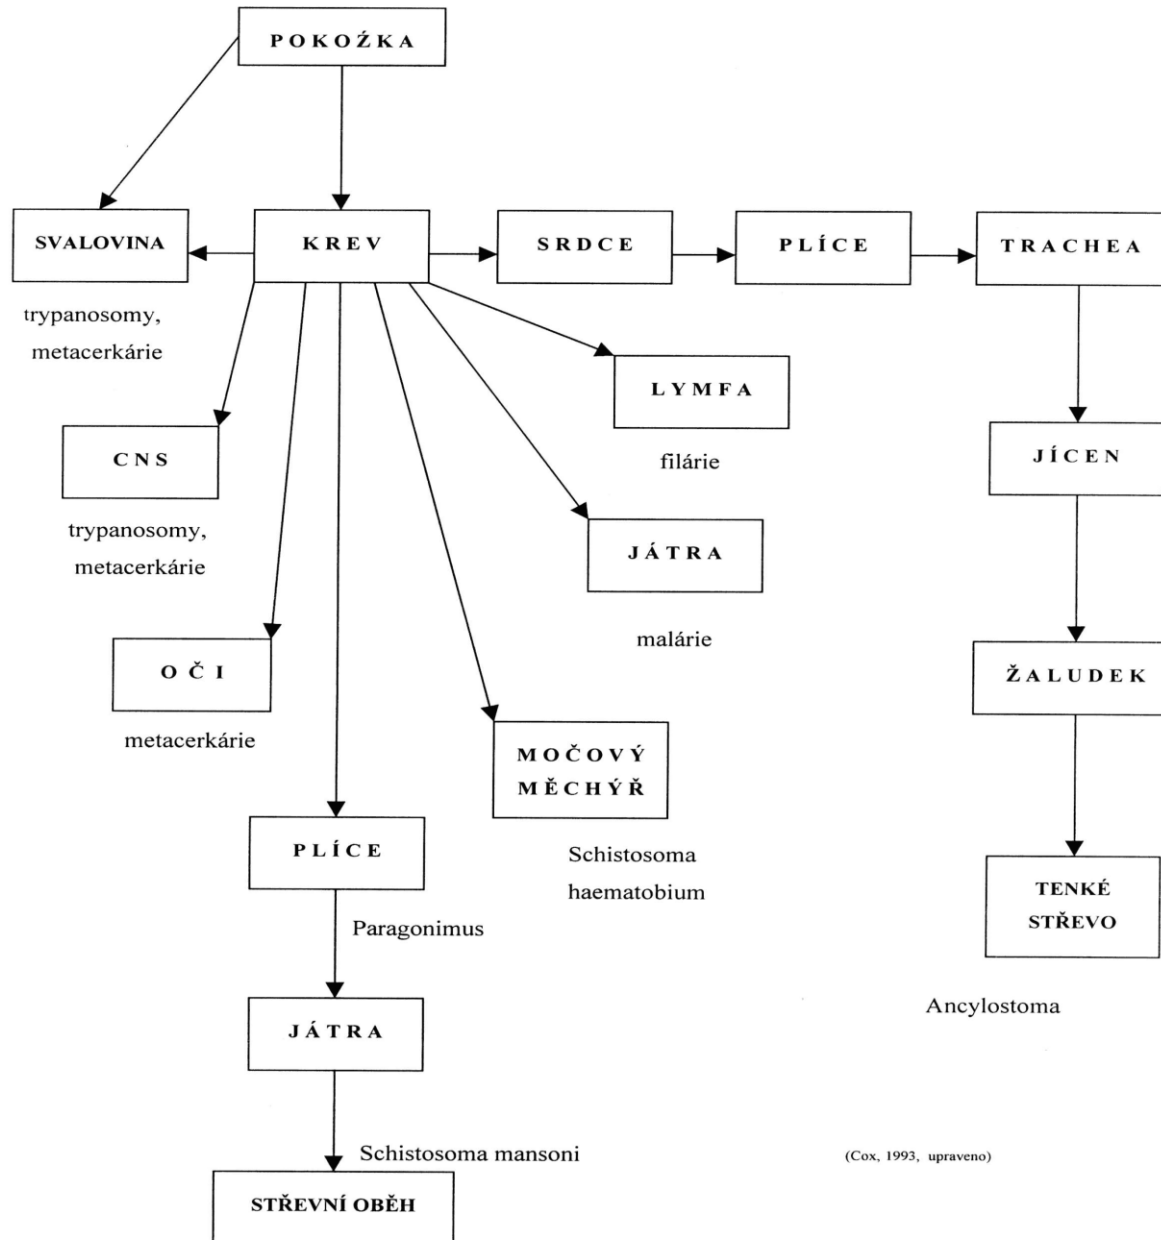 POKOŹKA
SVALOVINA
KREV
SRDCE
PLÍCE
TRACHEA
trypanosomy,
metacerkárie
LYMFA
filárie
CNS
trypanosomy,
metacerkárie
JÍCEN
JÁTRA
malárie
OČI
metacerkárie
ŽALUDEK
MOČOVÝ
MĚCHÝŘ
Schistosoma
haematobium
PLÍCE
Paragonimus
TENKÉ
STŘEVO
Ancylostoma
JÁTRA
Schistosoma mansoni
(Cox, 1993, upraveno)
STŘEVNÍ OBĚH